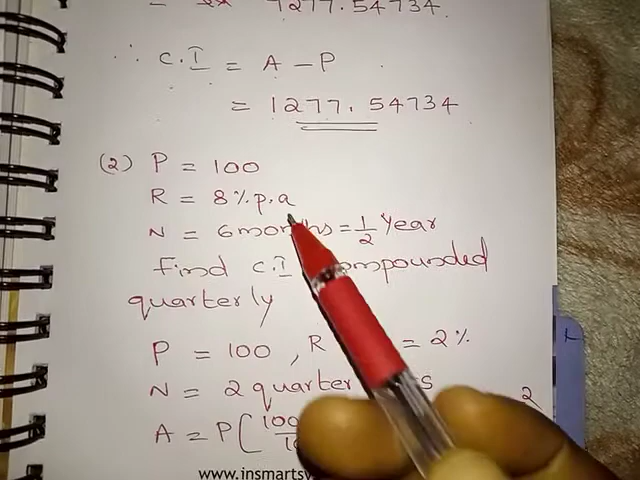 7277.54734
∴ C.I = A - P
= 1277.54734
(2) P = 100
R = 8% p.a
N = 6 months = 1/2 Year
Find C.I compounded
quarterly
P = 100, R = 2%
N = 2 quarter
A = P(
2
www.insmarts